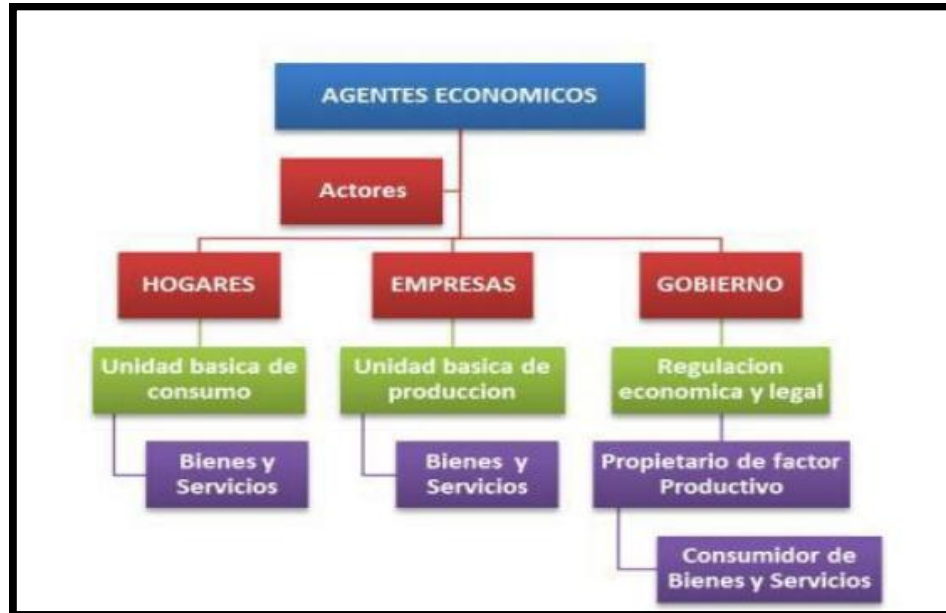 AGENTES ECONOMICOS
Actores
HOGARES
EMPRESAS
GOBIERNO
Unidad basica de
consumo
Unidad basica de
produccion
Regulacion
economica y legal
Bienes y
Servicios
Bienes y
Servicios
Propietario de factor
Productivo
Consumidor de
Bienes y Servicios